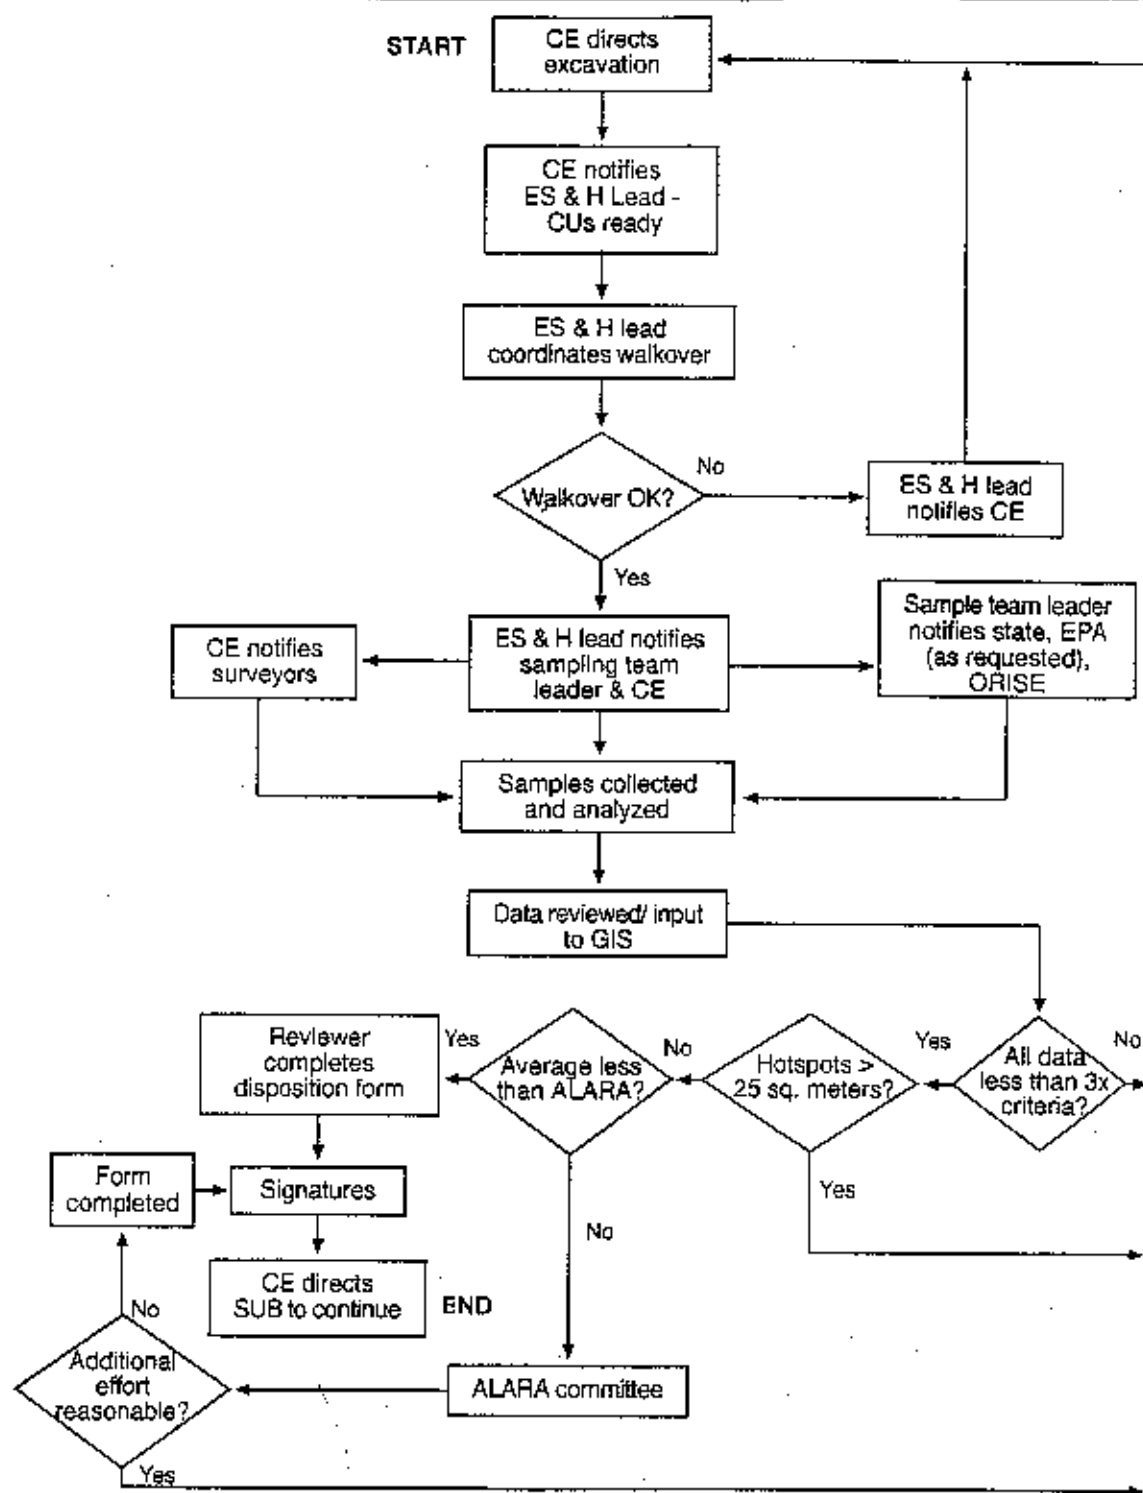 START
CE directs
excavation
CE notifies
ES & H Lead -
CUs ready
ES & H lead
coordinates walkover
Walkover OK?
No
ES & H lead
notifies CE
Yes
CE notifies
surveyors
ES & H lead notifies
sampling team
leader & CE
Sample team leader
notifies state, EPA
(as requested),
ORISE
Samples collected
and analyzed
Data reviewed/ input
to GIS
All data
less than 3x
criteria?
No
Yes
Hotspots >
25 sq. meters?
Yes
No
Average less
than ALARA?
Yes
No
Reviewer
completes
disposition form
Form
completed
Signatures
CE directs
SUB to continue
END
ALARA committee
Additional
effort
reasonable?
No
Yes